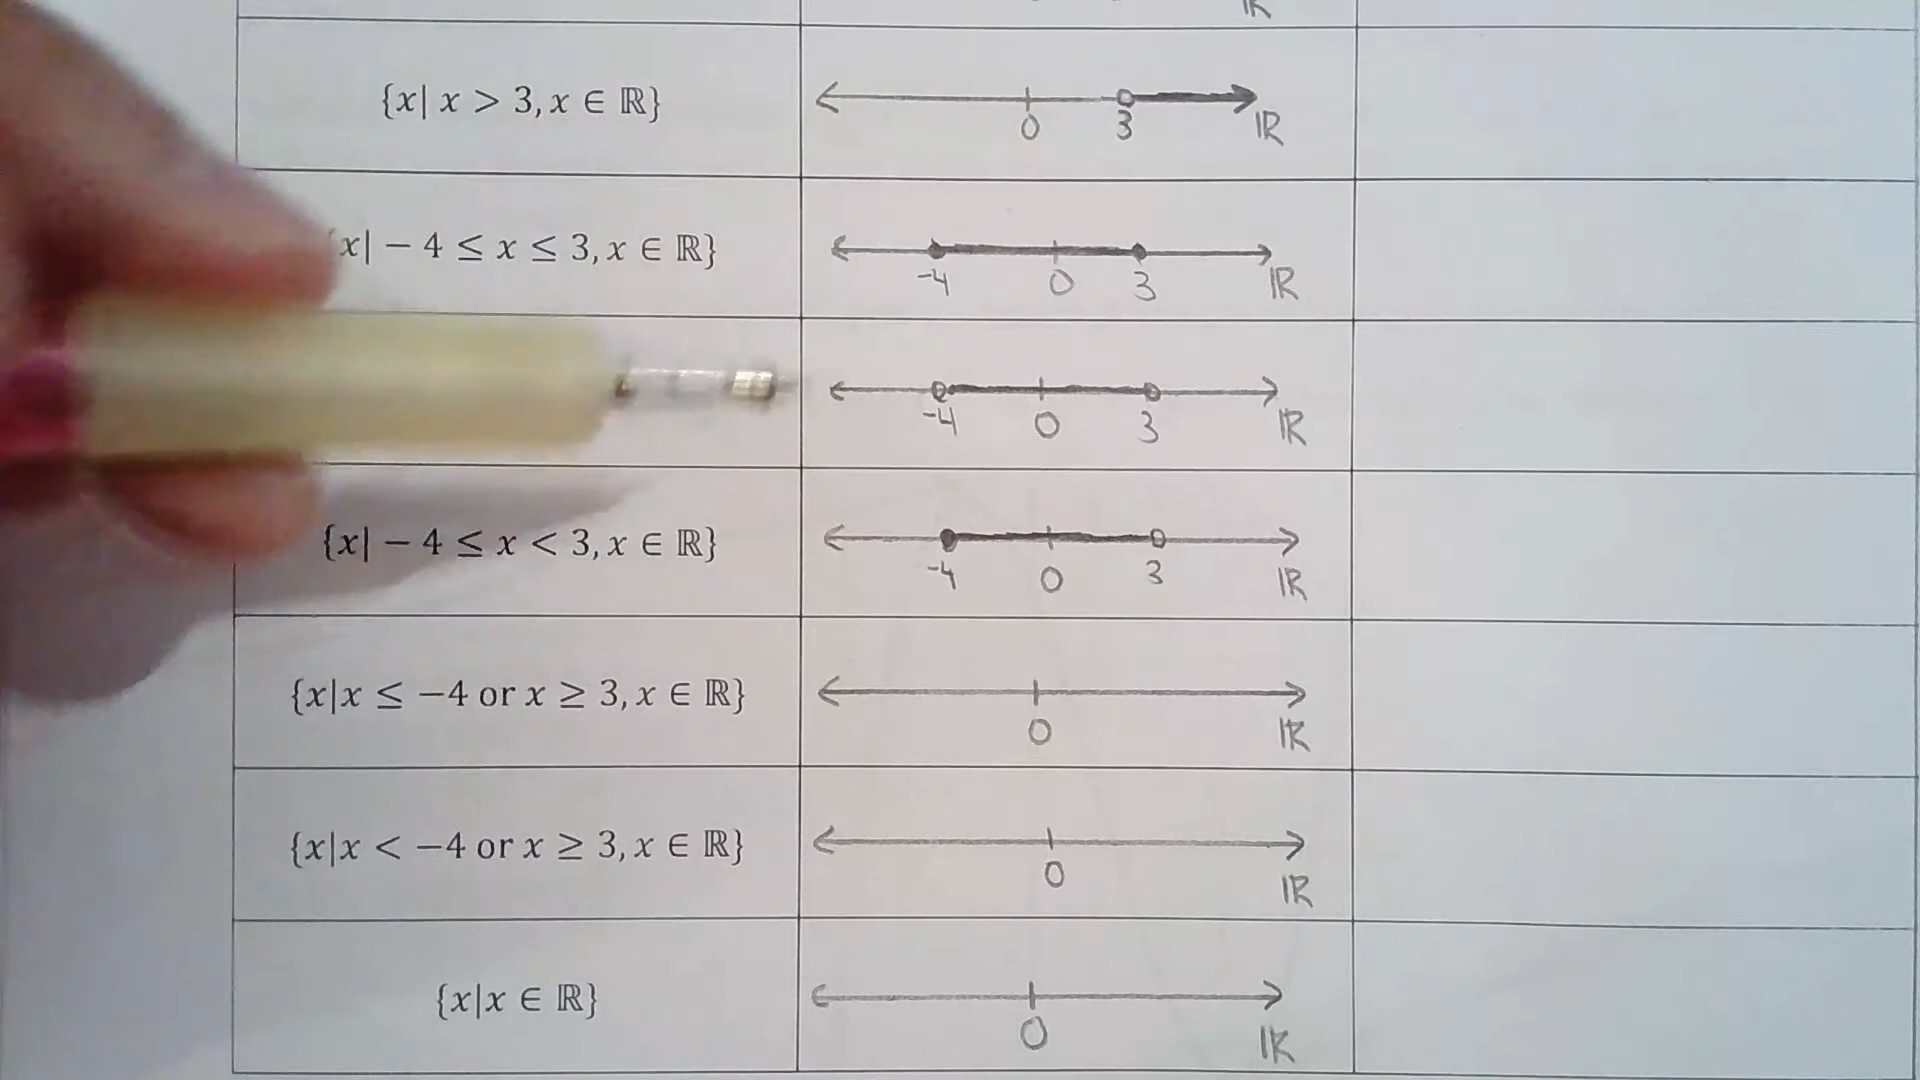 ℝ
{x| x > 3, x ∈ ℝ}
0 3 ℝ
x| − 4 ≤ x ≤ 3, x ∈ ℝ}
-4 0 3 ℝ
-4 0 3 ℝ
{x| − 4 ≤ x < 3, x ∈ ℝ}
-4 0 3 ℝ
{x|x ≤ −4 or x ≥ 3, x ∈ ℝ}
0 ℝ
{x|x < −4 or x ≥ 3, x ∈ ℝ}
0 ℝ
{x|x ∈ ℝ}
0 ℝ